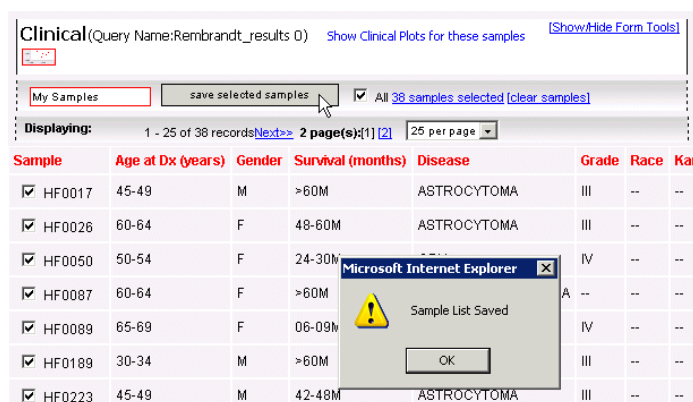 Clinical(Query Name:Rembrandt_results 0) Show Clinical Plots for these samples [Show/Hide Form Tools]
My Samples save selected samples All 38 samples selected [clear samples]
Displaying: 1 - 25 of 38 recordsNext>> 2 page(s):[1] [2] 25 per page
Sample Age at Dx (years) Gender Survival (months) Disease Grade Race
HF0017 45-49 M >60M ASTROCYTOMA III -- --
HF0026 60-64 F 48-60M ASTROCYTOMA III -- --
HF0050 50-54 F 24-30M IV -- --
Microsoft Internet Explorer
HF0087 60-64 F >60M A -- -- --
Sample List Saved
HF0089 65-69 F 06-09M IV -- --
OK
HF0189 30-34 M >60M III -- --
HF0223 45-49 M 42-48M ASTROCYTOMA III -- --